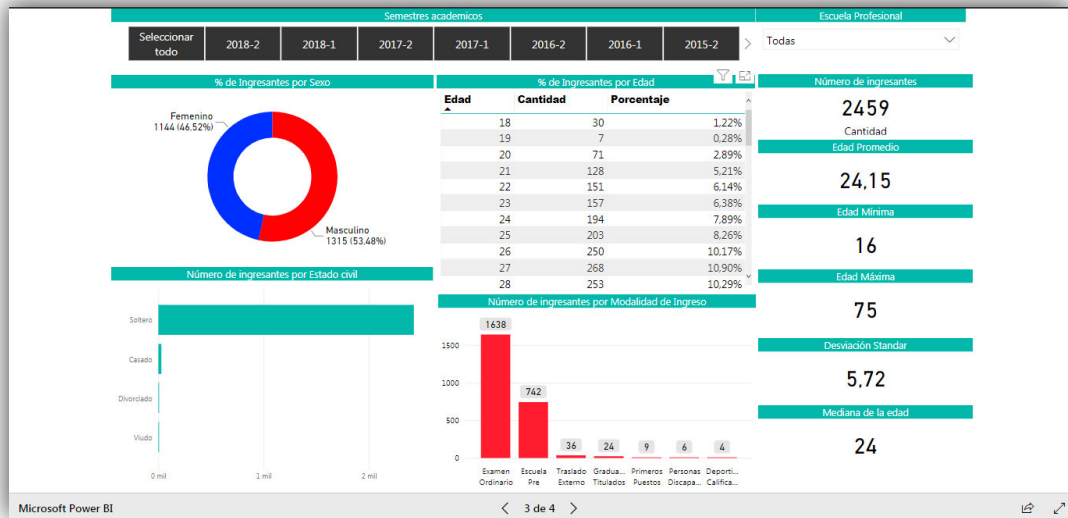 Semestres academicos
Seleccionar todo
2018-2
2018-1
2017-2
2017-1
2016-2
2016-1
2015-2
Escuela Profesional
Todas
% de Ingresantes por Sexo
Femenino
1144 (46.52%)
Masculino
1315 (53.48%)
% de Ingresantes por Edad
Edad Cantidad Porcentaje
18 30 1,22%
19 7 0,28%
20 71 2,89%
21 128 5,21%
22 151 6,14%
23 157 6,38%
24 194 7,89%
25 203 8,26%
26 250 10,17%
27 268 10,90%
28 253 10,29%
Número de ingresantes
2459
Cantidad
Edad Promedio
24,15
Edad Mínima
16
Edad Máxima
75
Desviación Standar
5,72
Mediana de la edad
24
Número de ingresantes por Estado civil
Soltero
Casado
Divorciado
Viudo
0 mil 1 mil 2 mil
Número de ingresantes por Modalidad de Ingreso
1500
1000
500
0
1638
742
36
24
9
6
4
Examen Ordinario
Escuela Pre
Traslado Externo
Gradua... Titulados
Primeros Puestos
Personas Discapa...
Deporti... Califica...
Microsoft Power BI
3 de 4